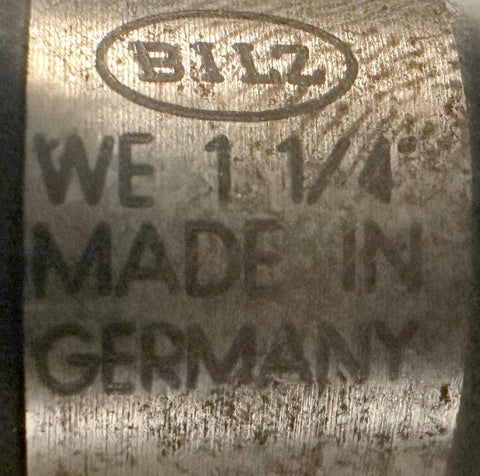 BILZ
WE 1 1/4"
MADE IN
GERMANY